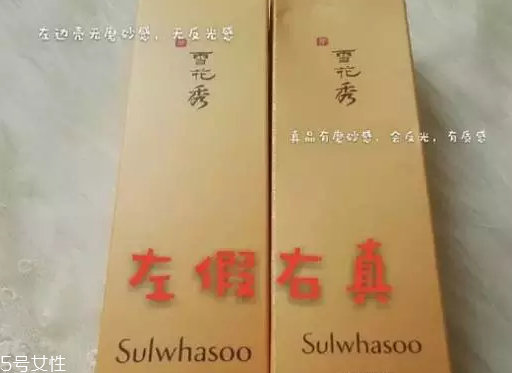 左边壳无磨砂感，无反光感
雪花秀
雪花秀
真品有磨砂感，会反光，有质感
左假右真
Sulwhasoo
Sulwhasoo
5号女性